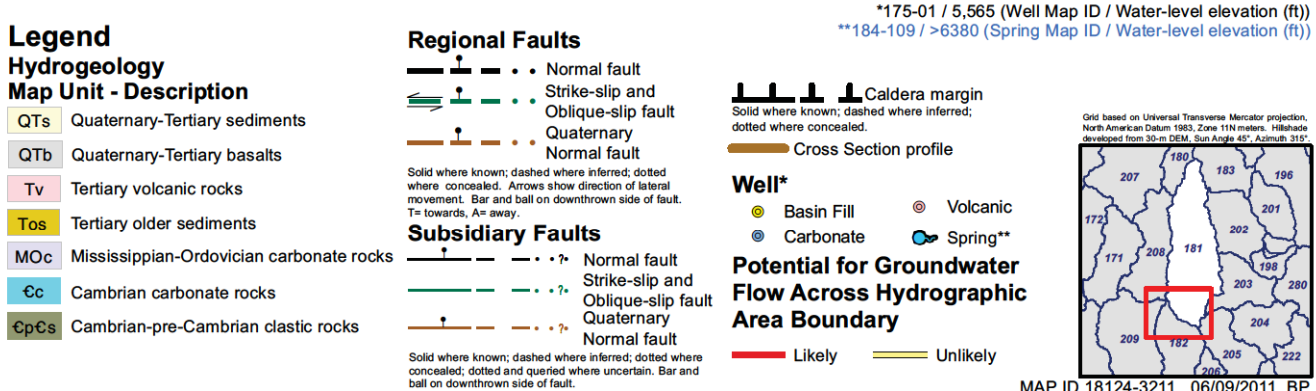 *175-01 / 5,565 (Well Map ID / Water-level elevation (ft))
**184-109 / >6380 (Spring Map ID / Water-level elevation (ft))
Legend
Hydrogeology
Map Unit - Description
QTs Quaternary-Tertiary sediments
QTb Quaternary-Tertiary basalts
Tv Tertiary volcanic rocks
Tos Tertiary older sediments
MOc Mississippian-Ordovician carbonate rocks
Єc Cambrian carbonate rocks
ЄpЄs Cambrian-pre-Cambrian clastic rocks
Regional Faults
Normal fault
Strike-slip and
Oblique-slip fault
Quaternary
Normal fault
Solid where known; dashed where inferred; dotted
where concealed. Arrows show direction of lateral
movement. Bar and ball on downthrown side of fault.
T= towards, A= away.
Subsidiary Faults
? Normal fault
? Strike-slip and
Oblique-slip fault
? Quaternary
Normal fault
Solid where known; dashed where inferred; dotted where
concealed; dotted and queried where uncertain. Bar and
ball on downthrown side of fault.
Caldera margin
Solid where known; dashed where inferred;
dotted where concealed.
Cross Section profile
Well*
Basin Fill
Volcanic
Carbonate
Spring**
Potential for Groundwater
Flow Across Hydrographic
Area Boundary
Likely
Unlikely
Grid based on Universal Transverse Mercator projection,
North American Datum 1983, Zone 11N meters. Hillshade
developed from 30-m DEM, Sun Angle 45°, Azimuth 315°.
180
183
207
196
201
172
202
208
181
171
198
203
280
204
209
182
205
222
206
MAP ID 18124-3211 06/09/2011 BP